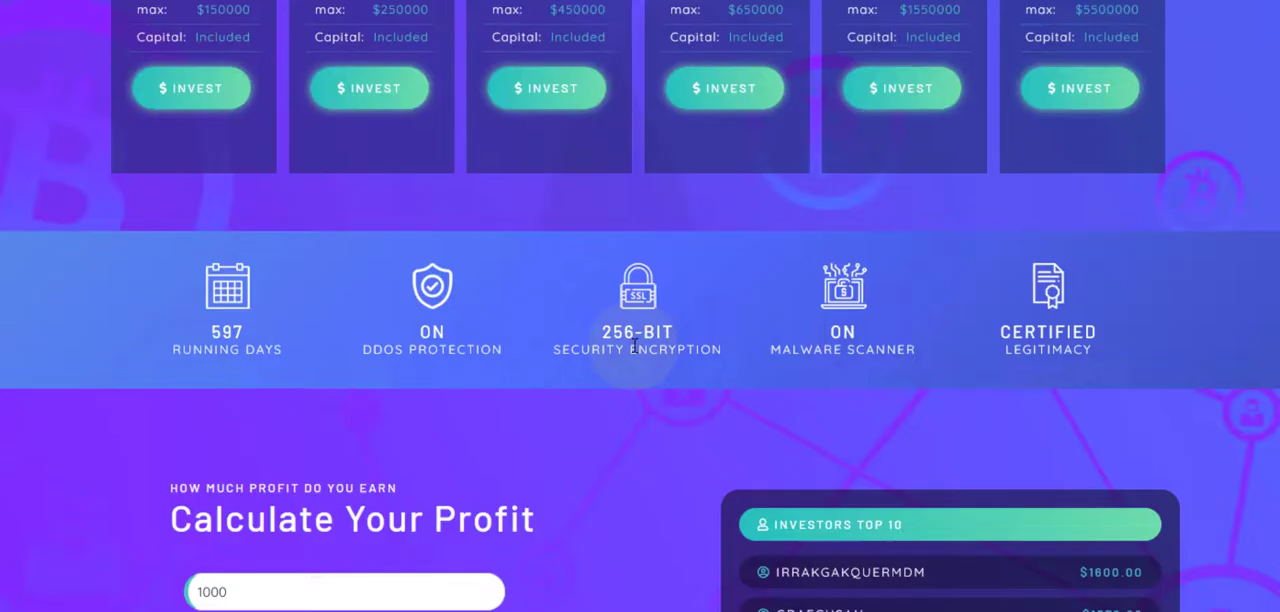 max: $150000 max: $250000 max: $450000 max: $650000 max: $1550000 max: $5500000
Capital: Included Capital: Included Capital: Included Capital: Included Capital: Included Capital: Included
$ INVEST $ INVEST $ INVEST $ INVEST $ INVEST $ INVEST
SSL
597 ON 256-BIT ON CERTIFIED
RUNNING DAYS DDOS PROTECTION SECURITY ENCRYPTION MALWARE SCANNER LEGITIMACY
HOW MUCH PROFIT DO YOU EARN
Calculate Your Profit
1000
INVESTORS TOP 10
IRRAKGAKQUERMDM $1600.00